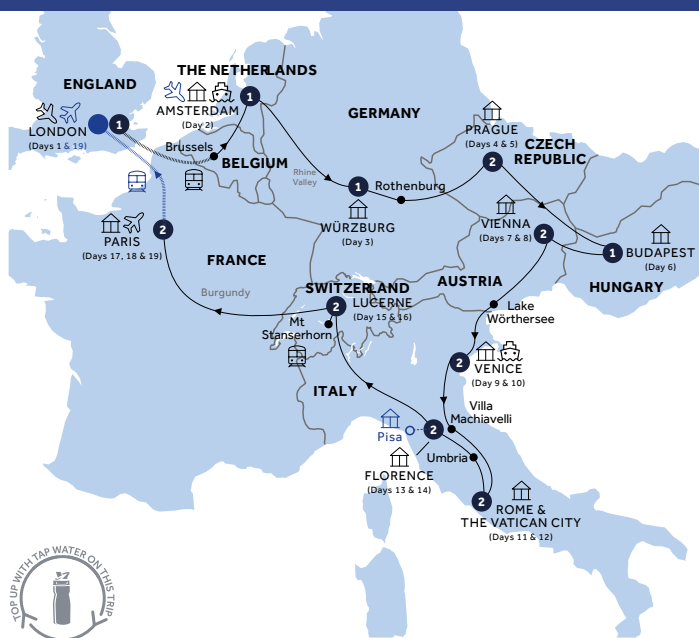 ENGLAND
LONDON
(Days 1 & 19)
1
THE NETHERLANDS
AMSTERDAM
(Day 2)
1
Brussels
BELGIUM
GERMANY
Rhine
Valley
1
Rothenburg
WÜRZBURG
(Day 3)
PRAGUE
(Days 4 & 5)
2
CZECH
REPUBLIC
VIENNA
(Days 7 & 8)
2
1
BUDAPEST
(Day 6)
HUNGARY
AUSTRIA
Lake
Wörthersee
2
PARIS
(Days 17, 18 & 19)
FRANCE
Burgundy
SWITZERLAND
2
LUCERNE
(Day 15 & 16)
Mt
Stanserhorn
ITALY
2
VENICE
(Day 9 & 10)
Villa
Machiavelli
Pisa
2
Umbria
FLORENCE
(Days 13 & 14)
2
ROME &
THE VATICAN CITY
(Days 11 & 12)
TOP UP WITH TAP WATER ON THIS TRIP